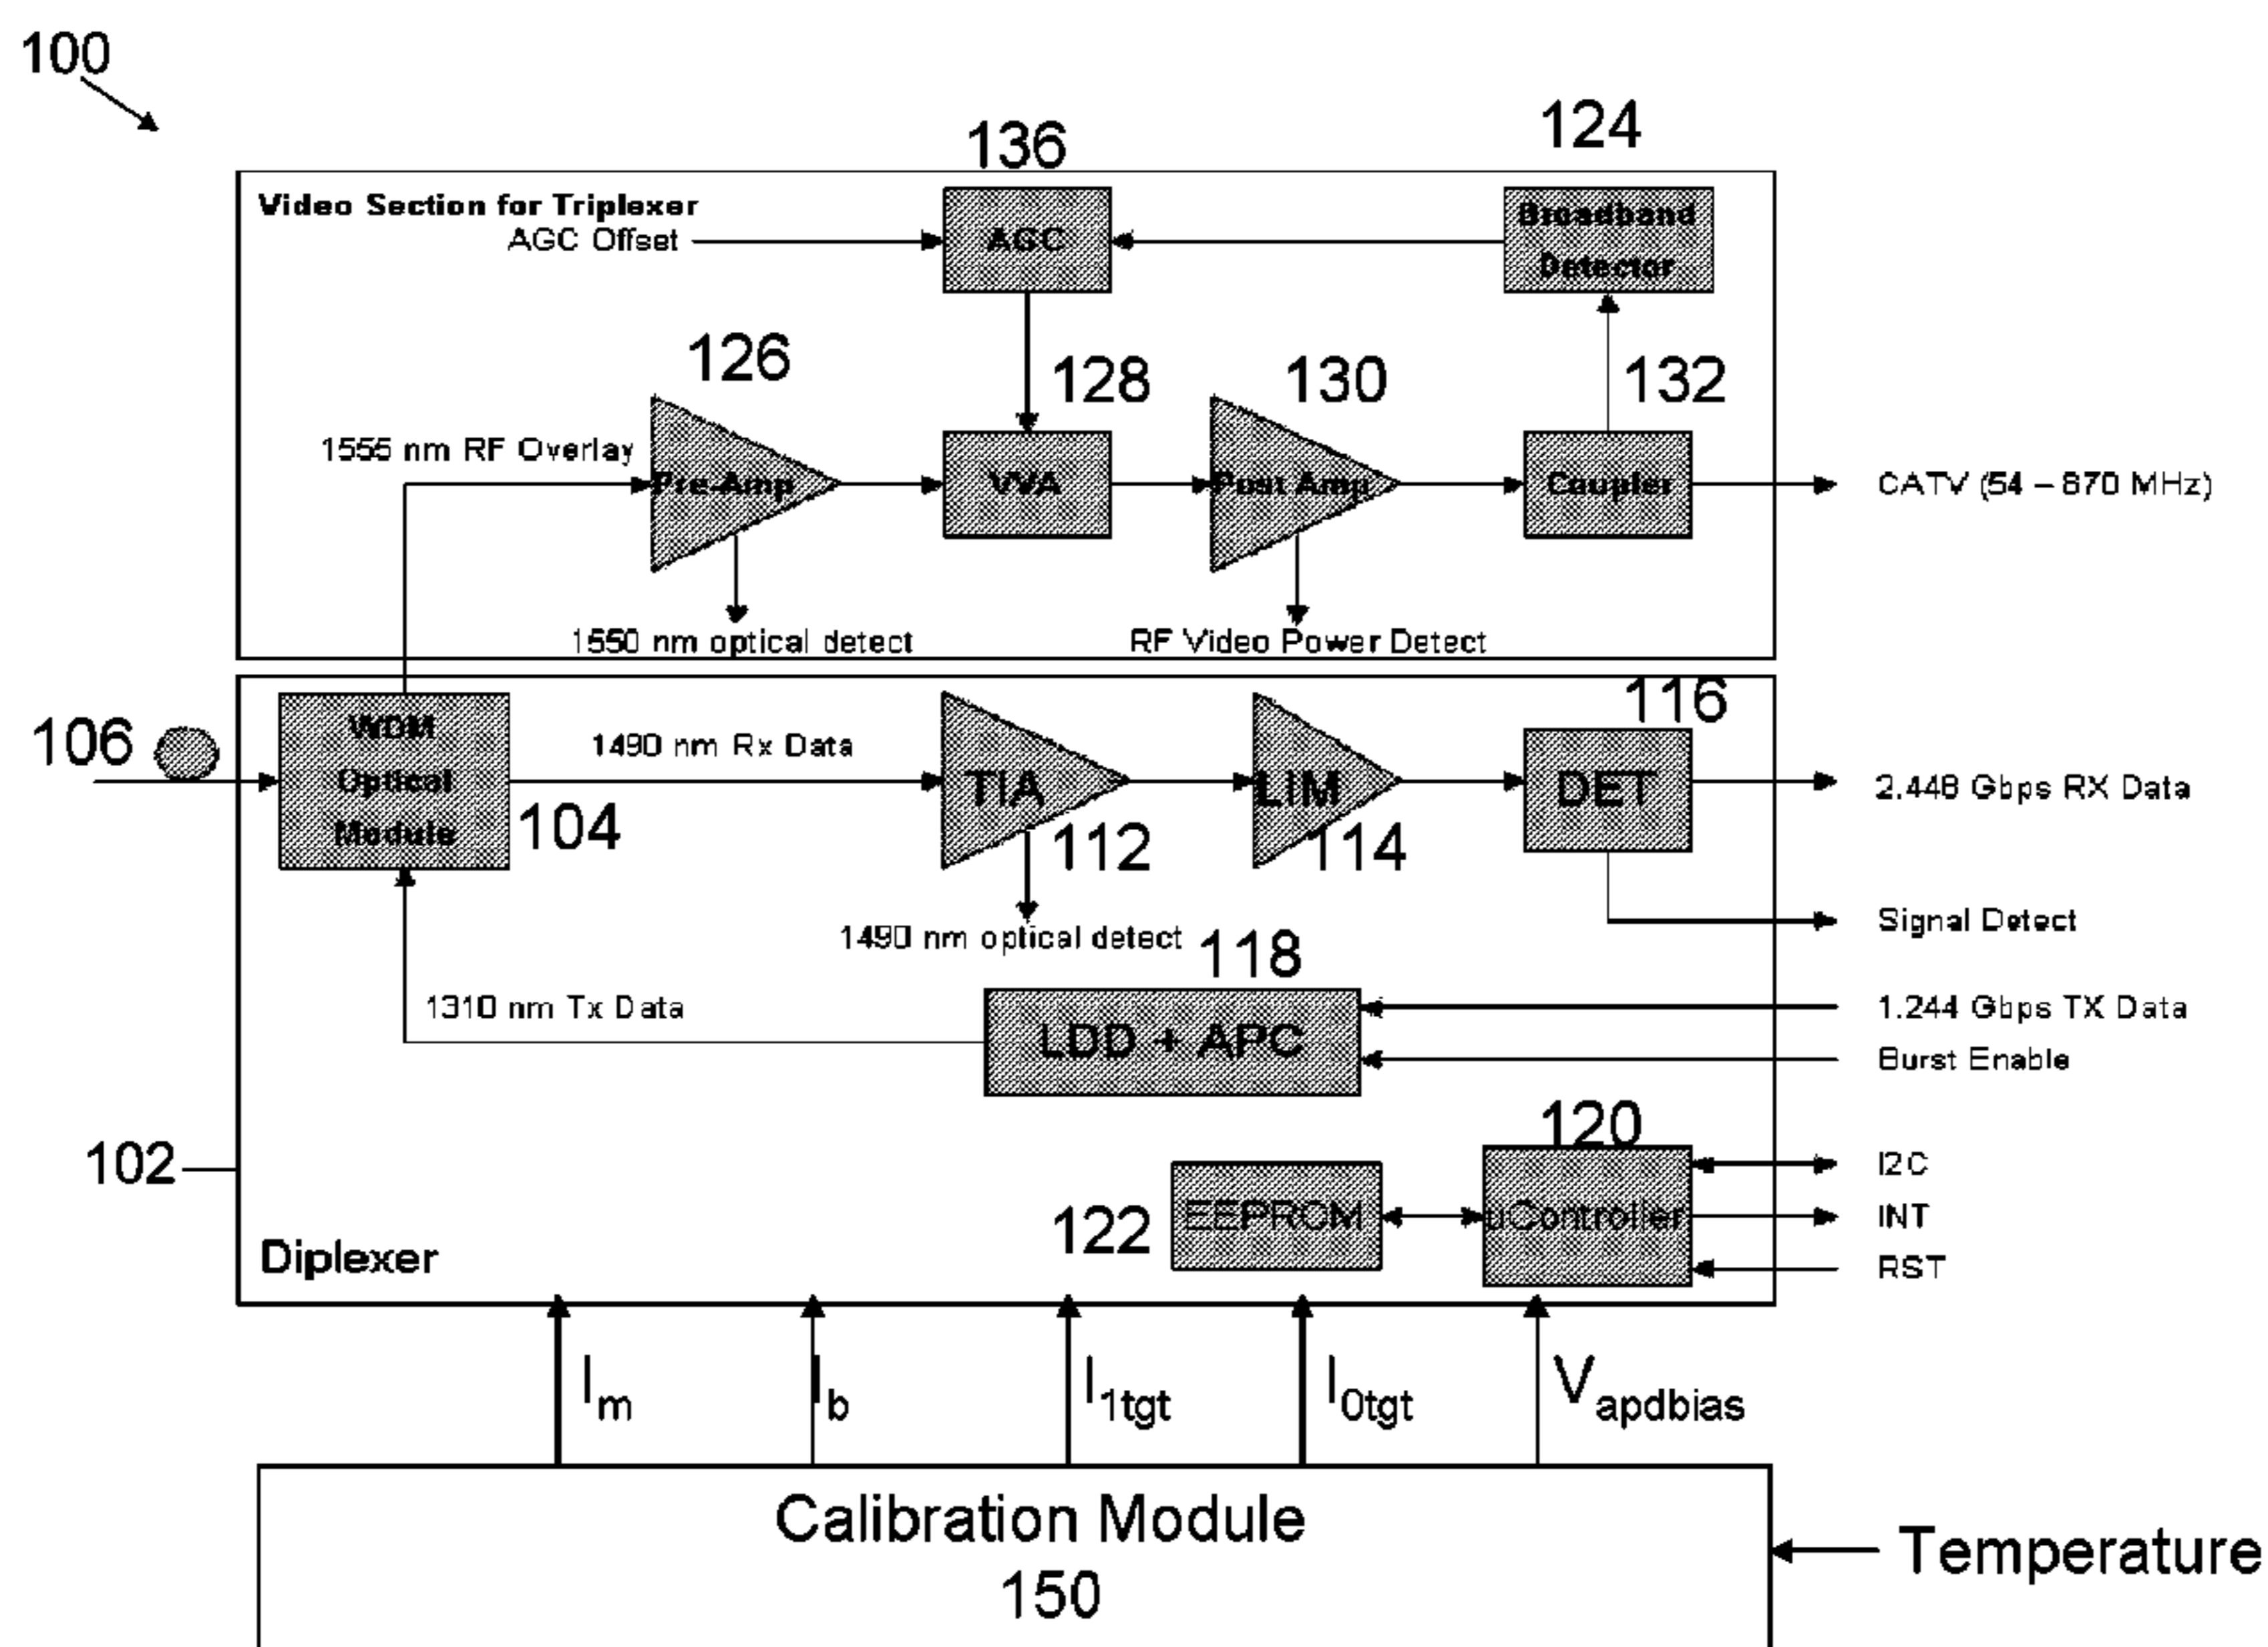 100
136
124
Video Section for Triplexer
AGC Offset
AGC
Broadband
Detector
126
128
130
132
1555 nm RF Overlay
Pre-Amp
VVA
Post Amp
Coupler
CATV (54 – 870 MHz)
1550 nm optical detect
RF Video Power Detect
116
106
WDM
Optical
Module
104
1490 nm Rx Data
TIA
112
LIM
114
DET
2.448 Gbps RX Data
1490 nm optical detect
Signal Detect
118
1310 nm Tx Data
LDD + APC
1.244 Gbps TX Data
Burst Enable
120
102
122
EEPROM
uController
I2C
INT
RST
Diplexer
Im
Ib
I1tgt
I0tgt
Vapdbias
Calibration Module
150
Temperature